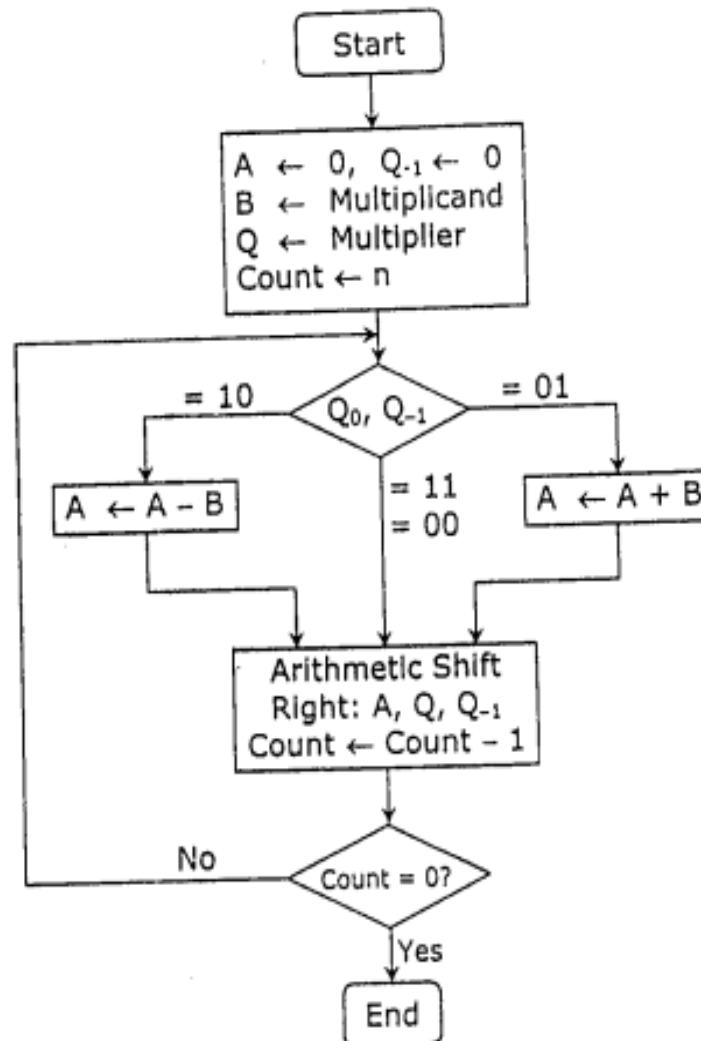 Start
A ← 0, Q₋₁ ← 0
B ← Multiplicand
Q ← Multiplier
Count ← n
= 10
Q₀, Q₋₁
= 01
A ← A – B
= 11
= 00
A ← A + B
Arithmetic Shift
Right: A, Q, Q₋₁
Count ← Count – 1
No
Count = 0?
Yes
End